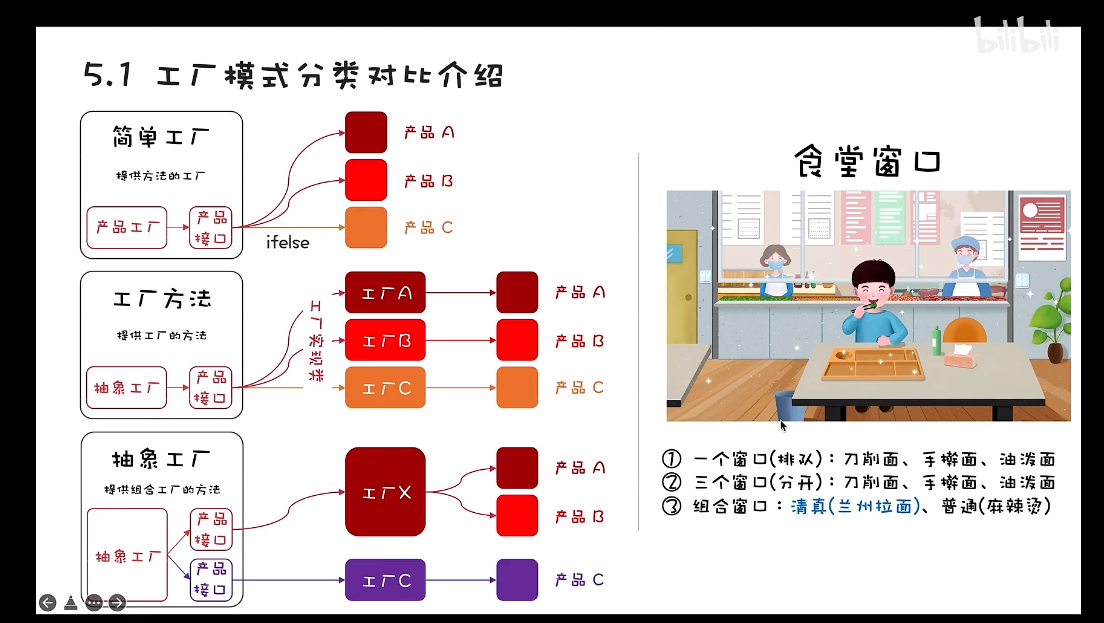 bilibili
5.1 工厂模式分类对比介绍
简单工厂
提供方法的工厂
产品工厂
产品
接口
ifelse
产品 A
产品 B
产品 C
工厂方法
提供工厂的方法
抽象工厂
产品
接口
工厂实现类
工厂A
产品 A
工厂B
产品 B
工厂C
产品 C
抽象工厂
提供组合工厂的方法
抽象工厂
产品
接口
产品
接口
工厂X
产品 A
产品 B
工厂C
产品 C
食堂窗口
① 一个窗口(排队)：刀削面、手擀面、油泼面
② 三个窗口(分开)：刀削面、手擀面、油泼面
③ 组合窗口：清真(兰州拉面)、普通(麻辣烫)